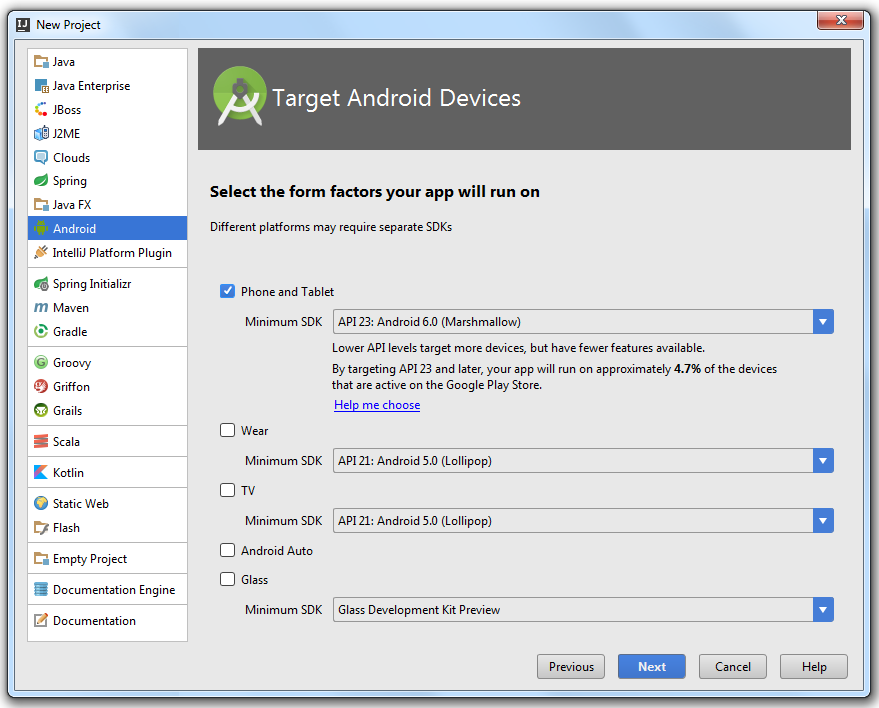 New Project
Java
Java Enterprise
JBoss
J2ME
Clouds
Spring
Java FX
Android
IntelliJ Platform Plugin
Spring Initializr
Maven
Gradle
Groovy
Griffon
Grails
Scala
Kotlin
Static Web
Flash
Empty Project
Documentation Engine
Documentation
Target Android Devices
Select the form factors your app will run on
Different platforms may require separate SDKs
Phone and Tablet
Minimum SDK API 23: Android 6.0 (Marshmallow)
Lower API levels target more devices, but have fewer features available.
By targeting API 23 and later, your app will run on approximately 4.7% of the devices
that are active on the Google Play Store.
Help me choose
Wear
Minimum SDK API 21: Android 5.0 (Lollipop)
TV
Minimum SDK API 21: Android 5.0 (Lollipop)
Android Auto
Glass
Minimum SDK Glass Development Kit Preview
Previous Next Cancel Help